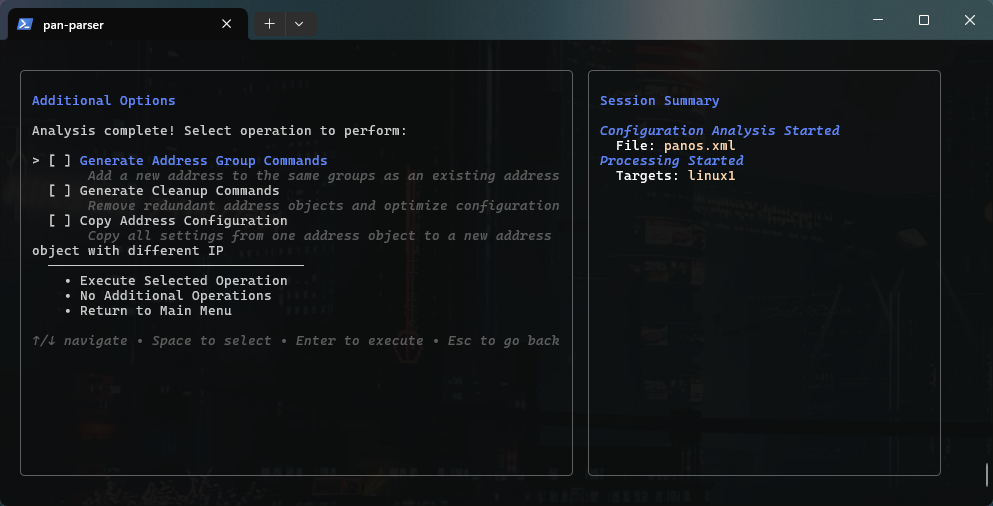 pan-parser
Additional Options
Analysis complete! Select operation to perform:
> [ ] Generate Address Group Commands
Add a new address to the same groups as an existing address
[ ] Generate Cleanup Commands
Remove redundant address objects and optimize configuration
[ ] Copy Address Configuration
Copy all settings from one address object to a new address
object with different IP
• Execute Selected Operation
• No Additional Operations
• Return to Main Menu
↑/↓ navigate • Space to select • Enter to execute • Esc to go back
Session Summary
Configuration Analysis Started
File: panos.xml
Processing Started
Targets: linux1